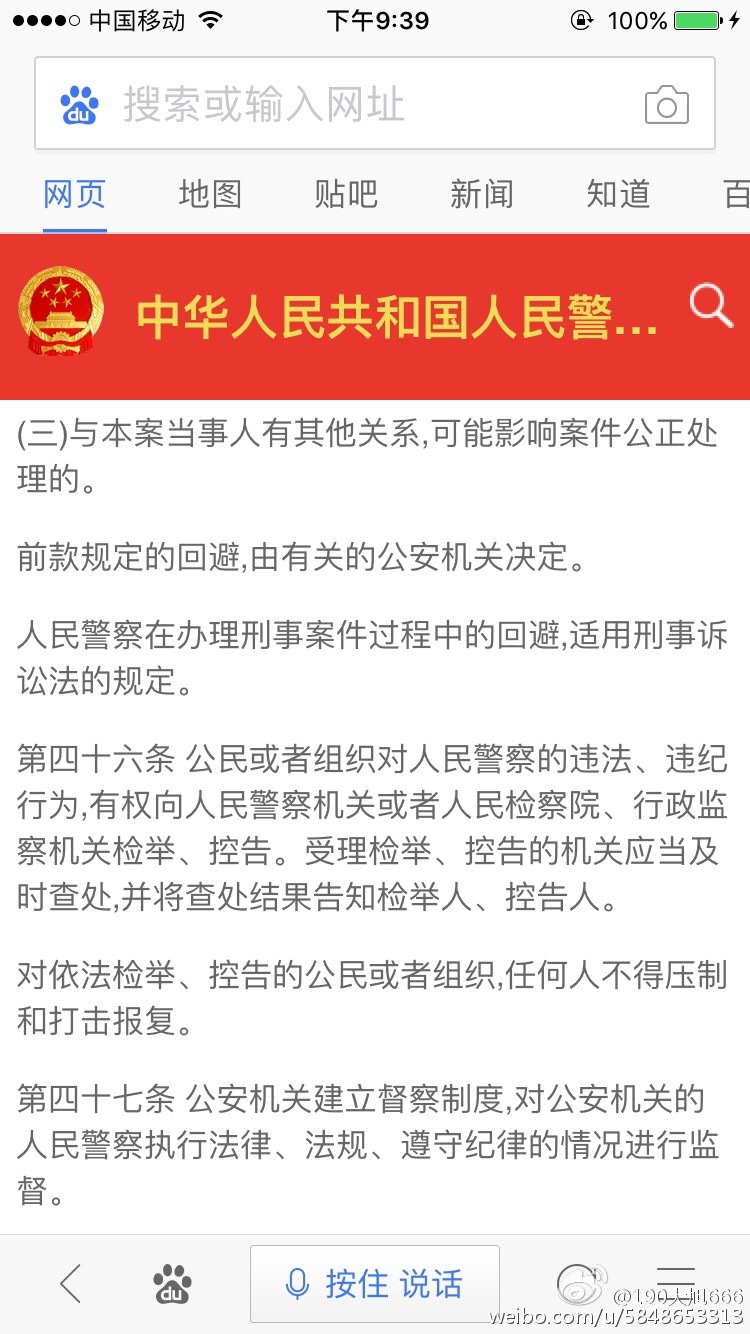 中国移动 下午9:39 100%
搜索或输入网址
网页 地图 贴吧 新闻 知道 百
中华人民共和国人民警...
(三)与本案当事人有其他关系,可能影响案件公正处
理的。
前款规定的回避,由有关的公安机关决定。
人民警察在办理刑事案件过程中的回避,适用刑事诉
讼法的规定。
第四十六条 公民或者组织对人民警察的违法、违纪
行为,有权向人民警察机关或者人民检察院、行政监
察机关检举、控告。受理检举、控告的机关应当及
时查处,并将查处结果告知检举人、控告人。
对依法检举、控告的公民或者组织,任何人不得压制
和打击报复。
第四十七条 公安机关建立督察制度,对公安机关的
人民警察执行法律、法规、遵守纪律的情况进行监
督。
du
按住 说话
weibo.com/u/5848653313